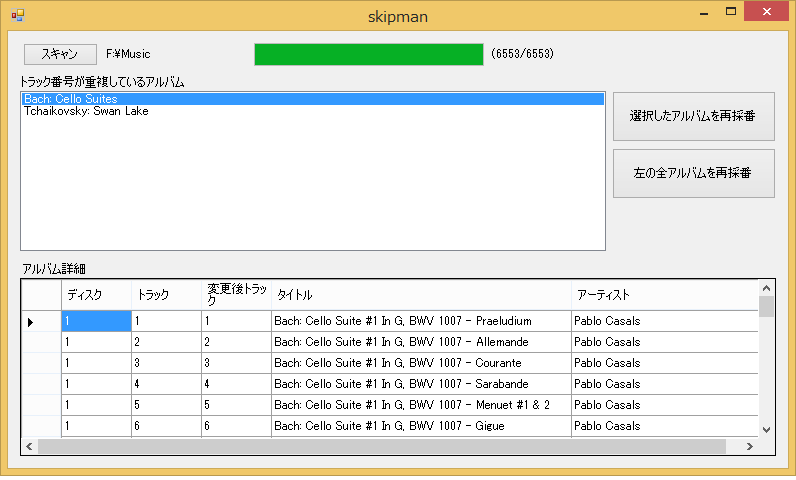 skipman
スキャン F:¥Music (6553/6553)
トラック番号が重複しているアルバム
Bach: Cello Suites
Tchaikovsky: Swan Lake
選択したアルバムを再採番
左の全アルバムを再採番
アルバム詳細
ディスク トラック 変更後トラッ
ク タイトル アーティスト
1 1 1 Bach: Cello Suite #1 In G, BWV 1007 - Praeludium Pablo Casals
1 2 2 Bach: Cello Suite #1 In G, BWV 1007 - Allemande Pablo Casals
1 3 3 Bach: Cello Suite #1 In G, BWV 1007 - Courante Pablo Casals
1 4 4 Bach: Cello Suite #1 In G, BWV 1007 - Sarabande Pablo Casals
1 5 5 Bach: Cello Suite #1 In G, BWV 1007 - Menuet #1 & 2 Pablo Casals
1 6 6 Bach: Cello Suite #1 In G, BWV 1007 - Gigue Pablo Casals